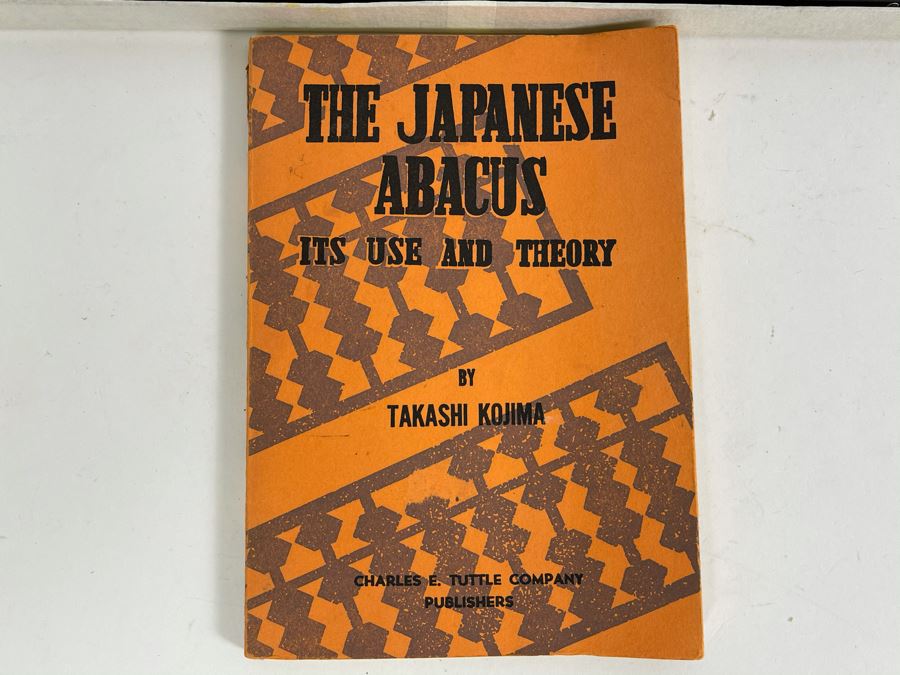 THE JAPANESE
ABACUS
ITS USE AND THEORY
BY
TAKASHI KOJIMA
CHARLES E. TUTTLE COMPANY
PUBLISHERS